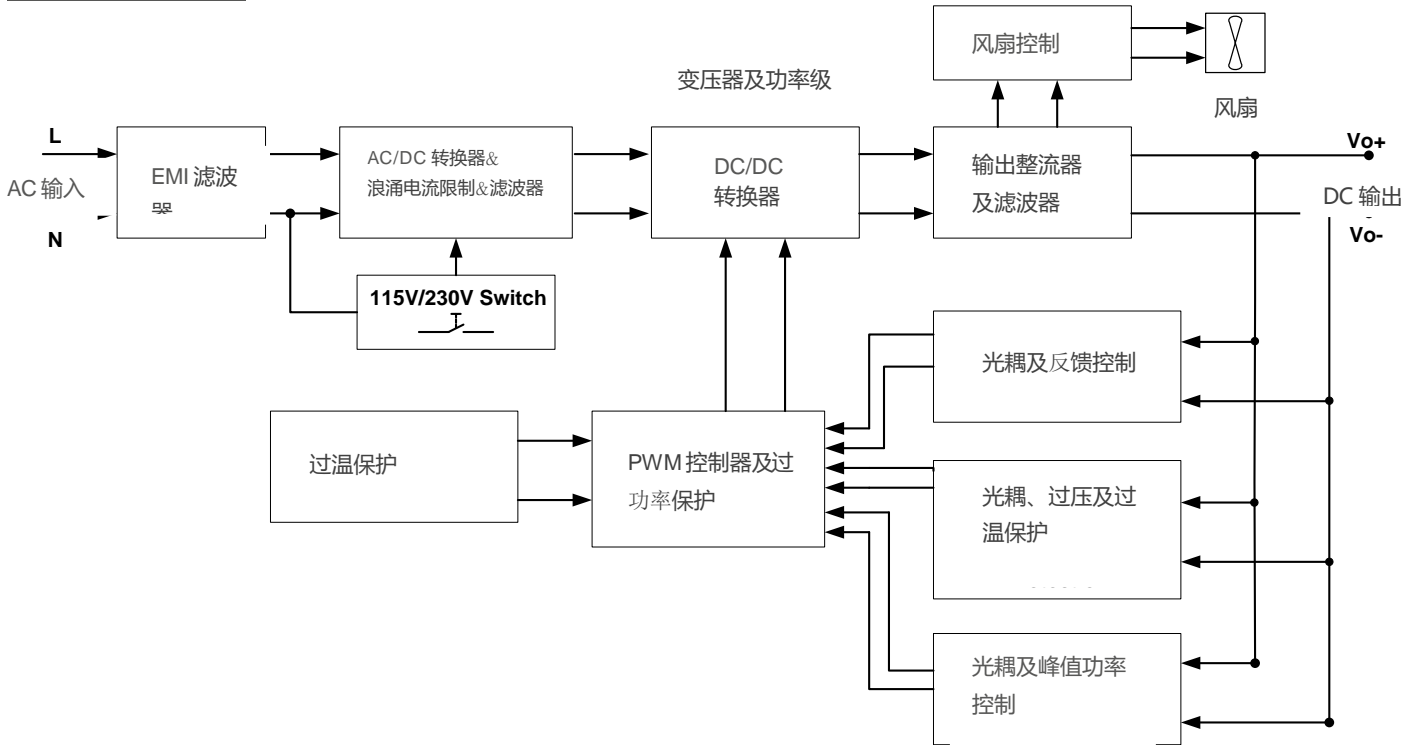 风扇控制
变压器及功率级
风扇
L
Vo+
AC 输入
EMI 滤波
器
AC/DC 转换器&
浪涌电流限制&滤波器
DC/DC
转换器
输出整流器
及滤波器
DC 输出
N
Vo-
115V/230V Switch
光耦及反馈控制
过温保护
PWM 控制器及过
功率保护
光耦、过压及过
温保护
光耦及峰值功率
控制